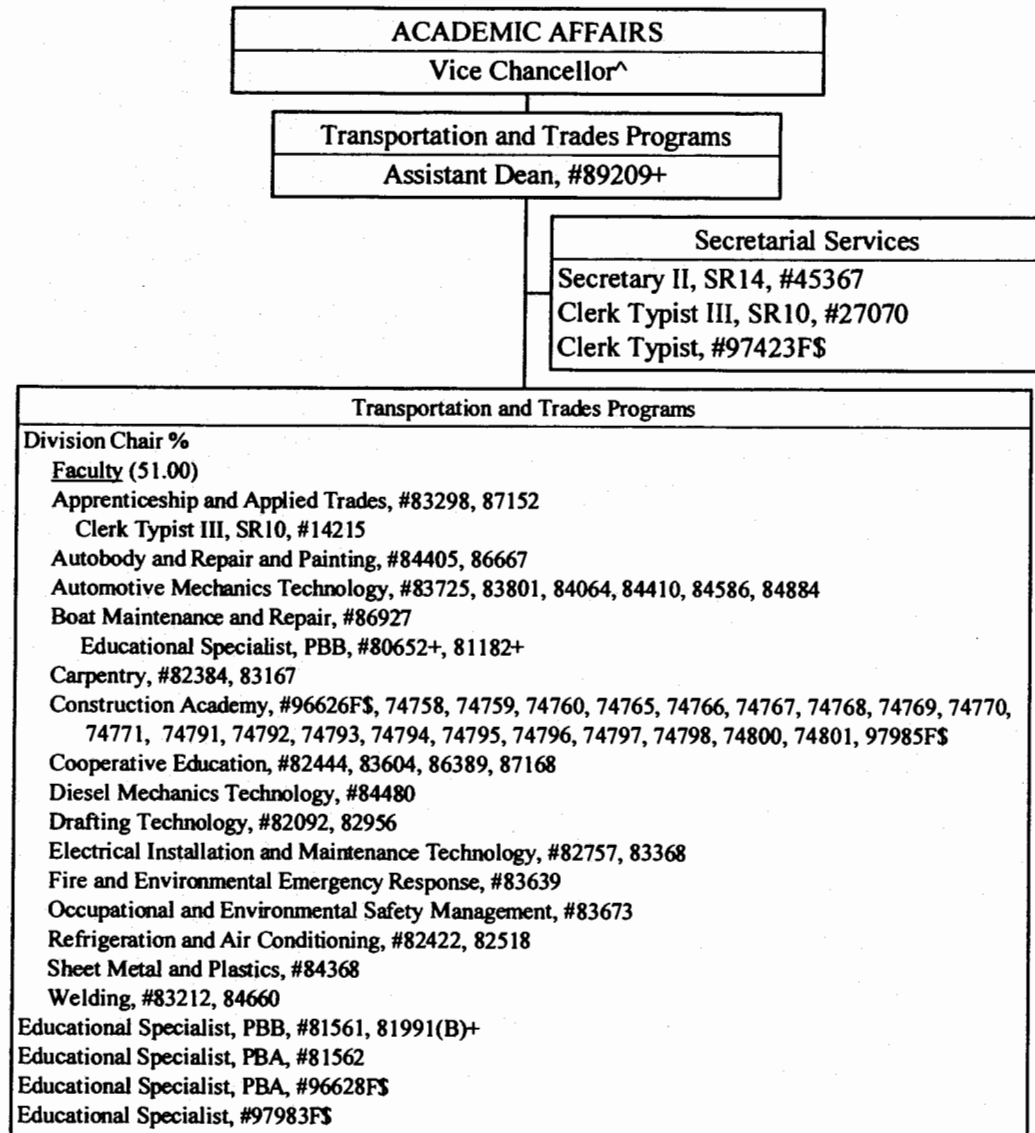 ACADEMIC AFFAIRS
Vice Chancellor^
Transportation and Trades Programs
Assistant Dean, #89209+
Secretarial Services
Secretary II, SR14, #45367
Clerk Typist III, SR10, #27070
Clerk Typist, #97423F$
Transportation and Trades Programs
Division Chair %
Faculty (51.00)
Apprenticeship and Applied Trades, #83298, 87152
Clerk Typist III, SR10, #14215
Autobody and Repair and Painting, #84405, 86667
Automotive Mechanics Technology, #83725, 83801, 84064, 84410, 84586, 84884
Boat Maintenance and Repair, #86927
Educational Specialist, PBB, #80652+, 81182+
Carpentry, #82384, 83167
Construction Academy, #96626F$, 74758, 74759, 74760, 74765, 74766, 74767, 74768, 74769, 74770,
74771, 74791, 74792, 74793, 74794, 74795, 74796, 74797, 74798, 74800, 74801, 97985F$
Cooperative Education, #82444, 83604, 86389, 87168
Diesel Mechanics Technology, #84480
Drafting Technology, #82092, 82956
Electrical Installation and Maintenance Technology, #82757, 83368
Fire and Environmental Emergency Response, #83639
Occupational and Environmental Safety Management, #83673
Refrigeration and Air Conditioning, #82422, 82518
Sheet Metal and Plastics, #84368
Welding, #83212, 84660
Educational Specialist, PBB, #81561, 81991(B)+
Educational Specialist, PBA, #81562
Educational Specialist, PBA, #96628F$
Educational Specialist, #97983F$